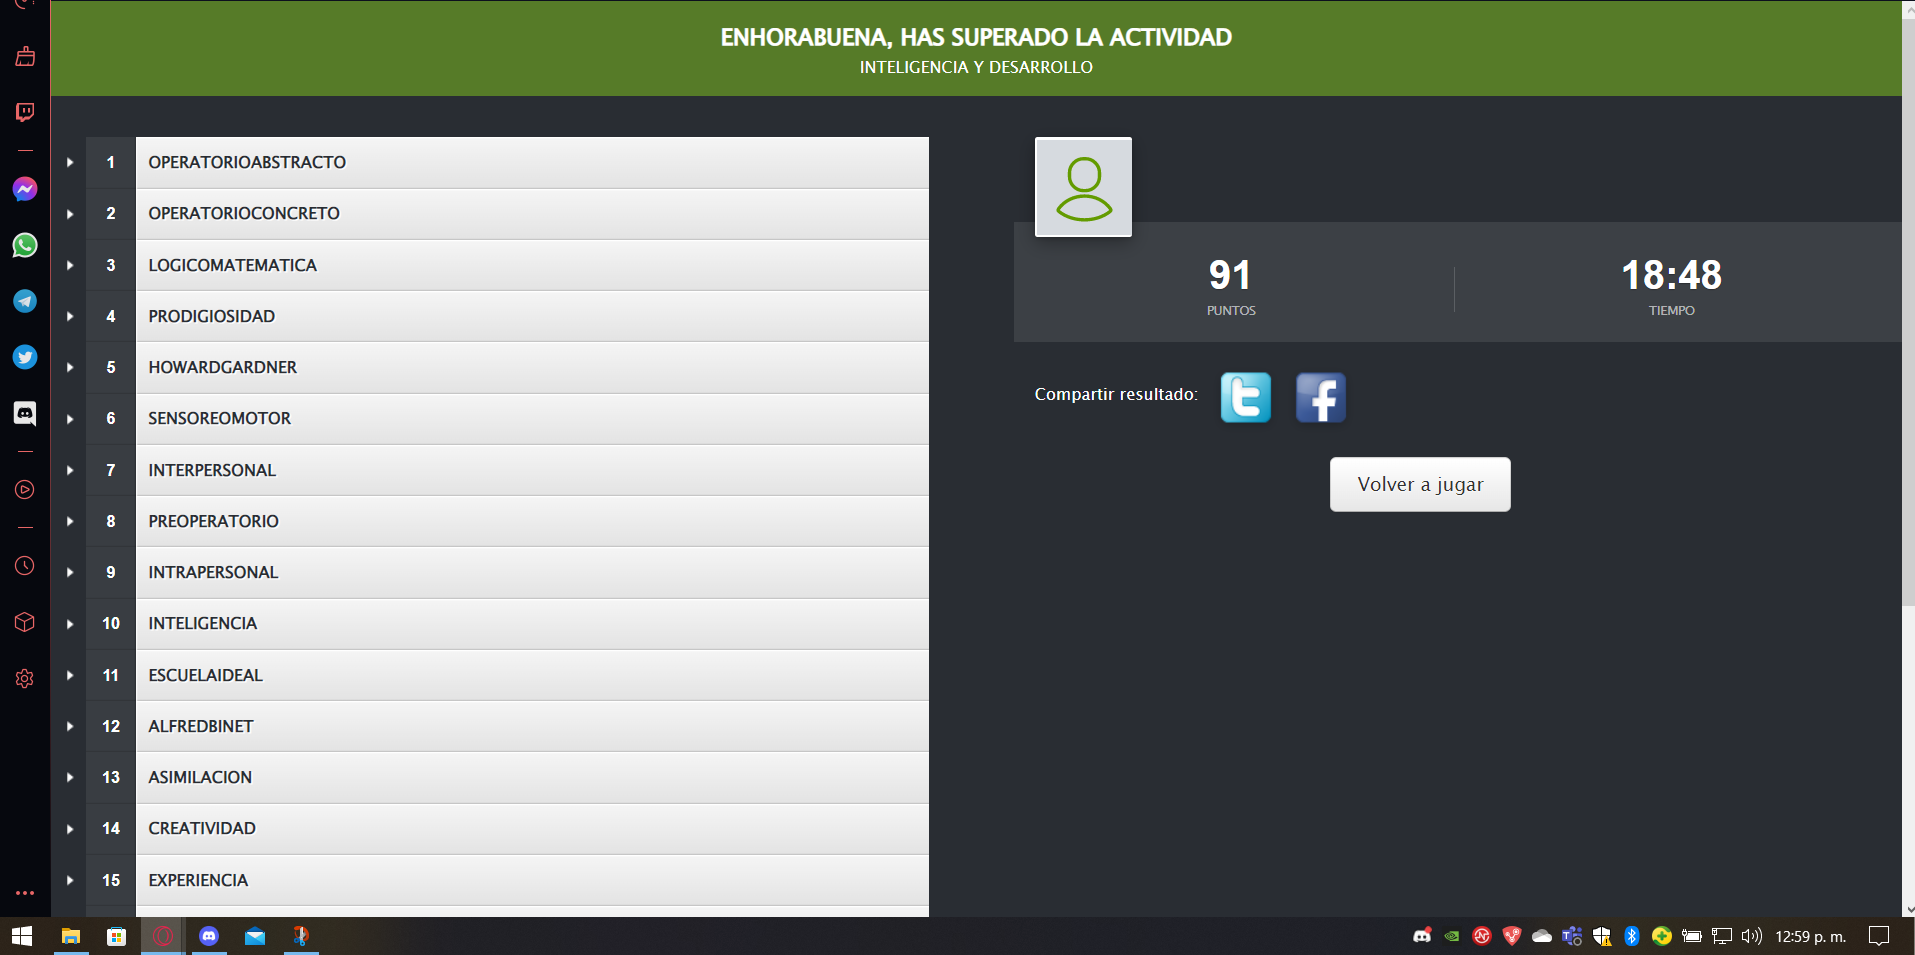 ENHORABUENA, HAS SUPERADO LA ACTIVIDAD
INTELIGENCIA Y DESARROLLO
1 OPERATORIOABSTRACTO
2 OPERATORIOCONCRETO
3 LOGICOMATEMATICA
4 PRODIGIOSIDAD
5 HOWARDGARDNER
6 SENSOREOMOTOR
7 INTERPERSONAL
8 PREOPERATORIO
9 INTRAPERSONAL
10 INTELIGENCIA
11 ESCUELAIDEAL
12 ALFREDBINET
13 ASIMILACION
14 CREATIVIDAD
15 EXPERIENCIA
91
PUNTOS
18:48
TIEMPO
Compartir resultado:
Volver a jugar
12:59 p. m.